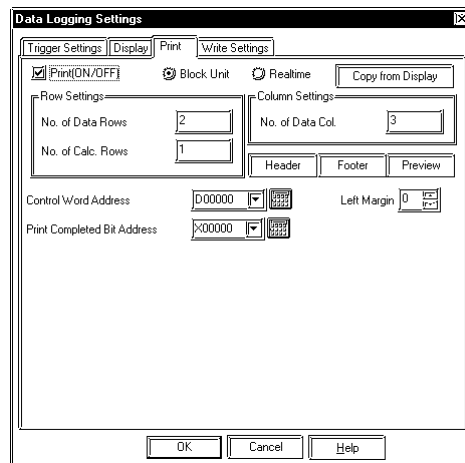 Data Logging Settings
Trigger Settings Display Print Write Settings
Print(ON/OFF) Block Unit Realtime Copy from Display
Row Settings Column Settings
No. of Data Rows 2 No. of Data Col. 3
No. of Calc. Rows 1
Header Footer Preview
Control Word Address D00000 Left Margin 0
Print Completed Bit Address X00000
OK Cancel Help